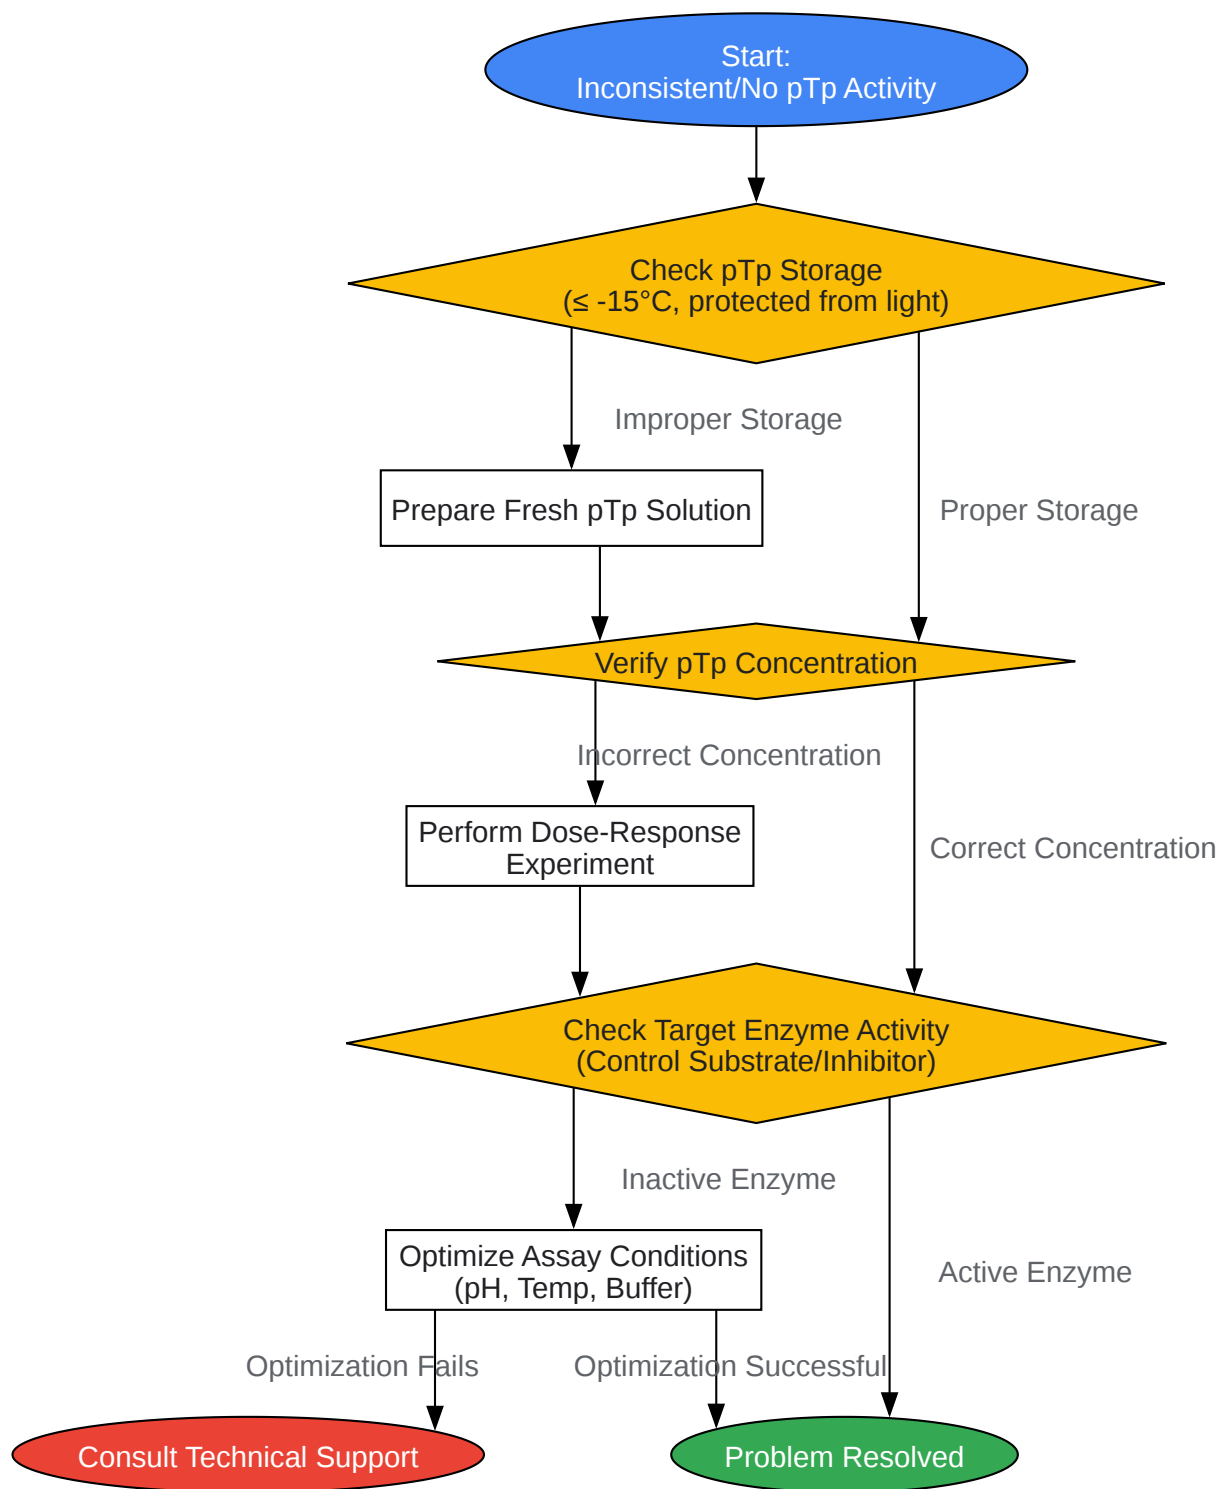 Start:
Inconsistent/No pTp Activity
Check pTp Storage
(≤ -15°C, protected from light)
Improper Storage
Prepare Fresh pTp Solution
Proper Storage
Verify pTp Concentration
Incorrect Concentration
Perform Dose-Response
Experiment
Correct Concentration
Check Target Enzyme Activity
(Control Substrate/Inhibitor)
Inactive Enzyme
Optimize Assay Conditions
(pH, Temp, Buffer)
Active Enzyme
Optimization Fails
Optimization Successful
Consult Technical Support
Problem Resolved